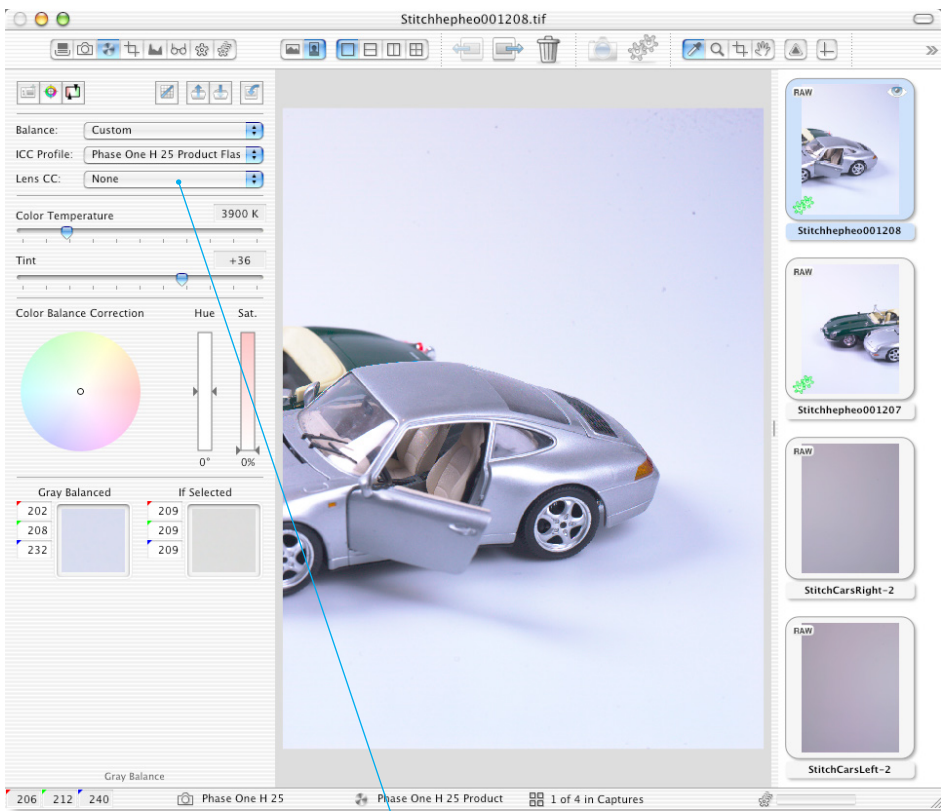 Stitchhepheo001208.tif
Balance: Custom
ICC Profile: Phase One H 25 Product Flas
Lens CC: None
Color Temperature 3900 K
Tint +36
Color Balance Correction Hue Sat.
0° 0%
Gray Balanced If Selected
202 209
208 209
232 209
Gray Balance
RAW
Stitchhepheo001208
RAW
Stitchhepheo001207
RAW
StitchCarsRight-2
RAW
StitchCarsLeft-2
206 212 240 Phase One H 25 Phase One H 25 Product 1 of 4 in Captures